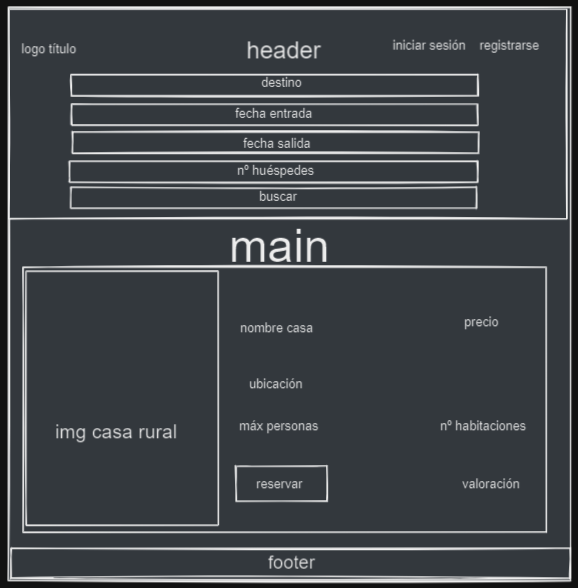 logo título
header
iniciar sesión
registrarse
destino
fecha entrada
fecha salida
nº huéspedes
buscar
main
img casa rural
nombre casa
precio
ubicación
máx personas
nº habitaciones
reservar
valoración
footer